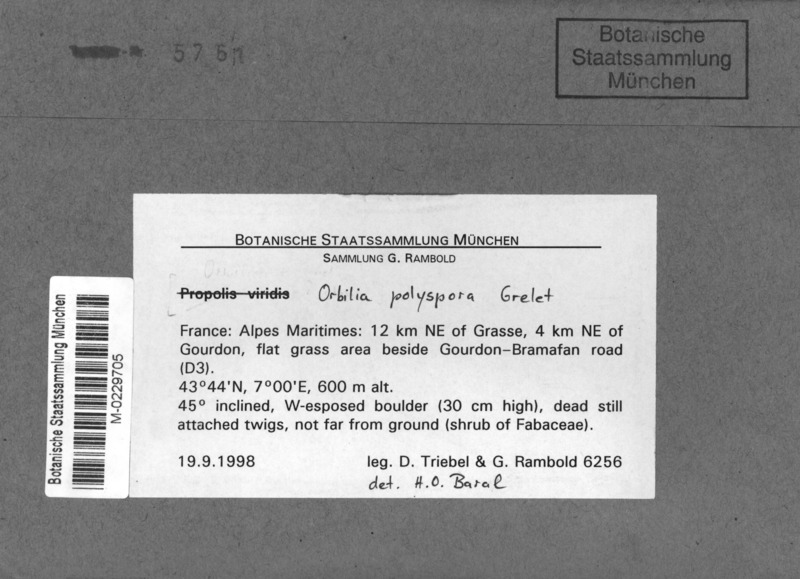 5757
Botanische
Staatssammlung
München
BOTANISCHE STAATSSAMMLUNG MÜNCHEN
SAMMLUNG G. RAMBOLD
Propolis viridis Orbilia polyspora Grelet
France: Alpes Maritimes: 12 km NE of Grasse, 4 km NE of
Gourdon, flat grass area beside Gourdon–Bramafan road
(D3).
43°44'N, 7°00'E, 600 m alt.
45° inclined, W-esposed boulder (30 cm high), dead still
attached twigs, not far from ground (shrub of Fabaceae).
19.9.1998 leg. D. Triebel & G. Rambold 6256
det. H.O. Baral
Botanische Staatssammlung München
M-0229705